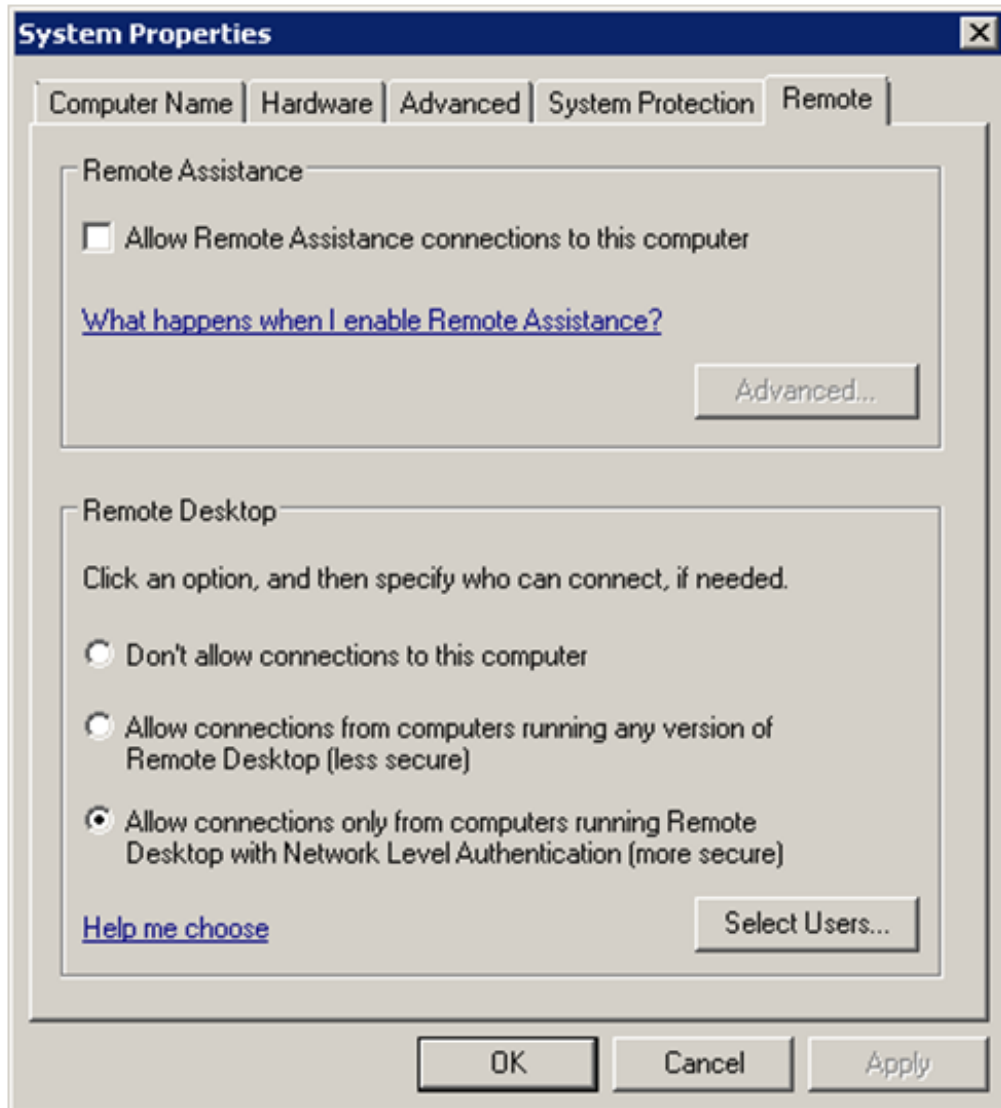 System Properties
Computer Name Hardware Advanced System Protection Remote
Remote Assistance
Allow Remote Assistance connections to this computer
What happens when I enable Remote Assistance?
Advanced...
Remote Desktop
Click an option, and then specify who can connect, if needed.
Don't allow connections to this computer
Allow connections from computers running any version of
Remote Desktop (less secure)
Allow connections only from computers running Remote
Desktop with Network Level Authentication (more secure)
Help me choose
Select Users...
OK Cancel Apply